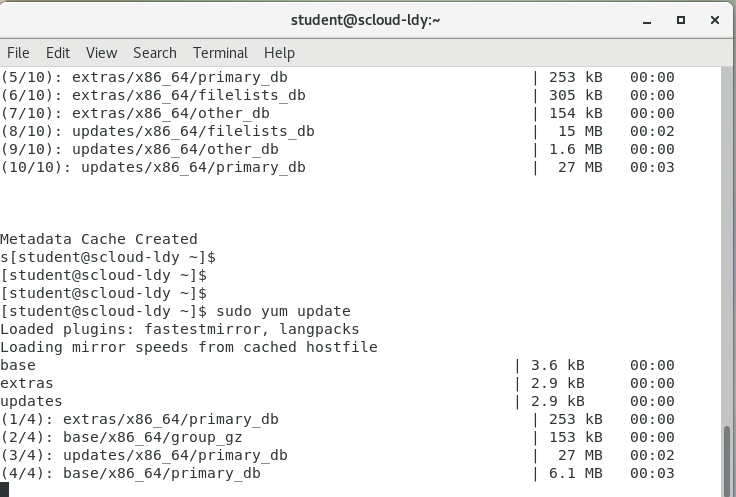 student@scloud-ldy:~
File Edit View Search Terminal Help
(5/10): extras/x86_64/primary_db | 253 kB 00:00
(6/10): extras/x86_64/filelists_db | 305 kB 00:00
(7/10): extras/x86_64/other_db | 154 kB 00:00
(8/10): updates/x86_64/filelists_db | 15 MB 00:02
(9/10): updates/x86_64/other_db | 1.6 MB 00:00
(10/10): updates/x86_64/primary_db | 27 MB 00:03
Metadata Cache Created
s[student@scloud-ldy ~]$
[student@scloud-ldy ~]$
[student@scloud-ldy ~]$
[student@scloud-ldy ~]$ sudo yum update
Loaded plugins: fastestmirror, langpacks
Loading mirror speeds from cached hostfile
base | 3.6 kB 00:00
extras | 2.9 kB 00:00
updates | 2.9 kB 00:00
(1/4): extras/x86_64/primary_db | 253 kB 00:00
(2/4): base/x86_64/group_gz | 153 kB 00:00
(3/4): updates/x86_64/primary_db | 27 MB 00:02
(4/4): base/x86_64/primary_db | 6.1 MB 00:03